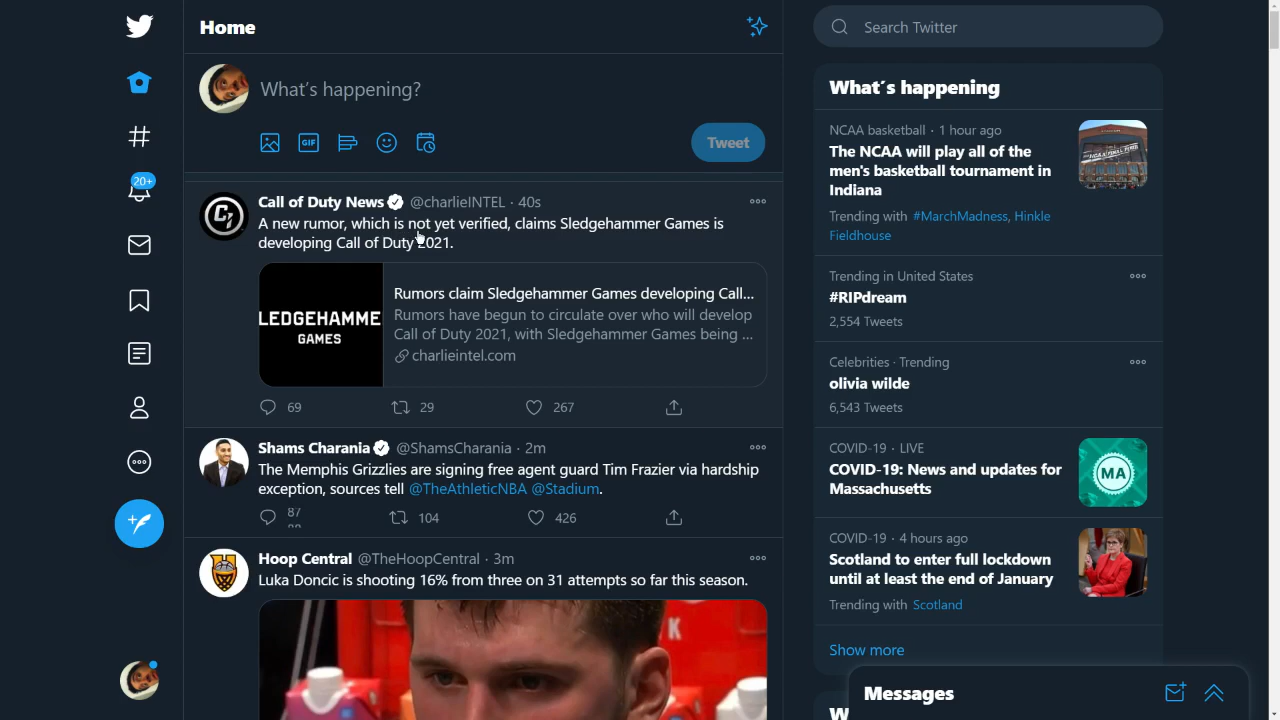 Home
What's happening?
GIF
Tweet
20+
Call of Duty News @charlieINTEL · 40s
A new rumor, which is not yet verified, claims Sledgehammer Games is
developing Call of Duty 2021.
LEDGEHAMME
GAMES
Rumors claim Sledgehammer Games developing Call...
Rumors have begun to circulate over who will develop
Call of Duty 2021, with Sledgehammer Games being ...
charlieintel.com
69 29 267
Shams Charania @ShamsCharania · 2m
The Memphis Grizzlies are signing free agent guard Tim Frazier via hardship
exception, sources tell @TheAthleticNBA @Stadium.
87 104 426
Hoop Central @TheHoopCentral · 3m
Luka Doncic is shooting 16% from three on 31 attempts so far this season.
K
Search Twitter
What's happening
NCAA basketball · 1 hour ago
The NCAA will play all of the
men's basketball tournament in
Indiana
Trending with #MarchMadness, Hinkle
Fieldhouse
Trending in United States
#RIPdream
2,554 Tweets
Celebrities · Trending
olivia wilde
6,543 Tweets
COVID-19 · LIVE
COVID-19: News and updates for
Massachusetts
MA
COVID-19 · 4 hours ago
Scotland to enter full lockdown
until at least the end of January
Trending with Scotland
Show more
Messages